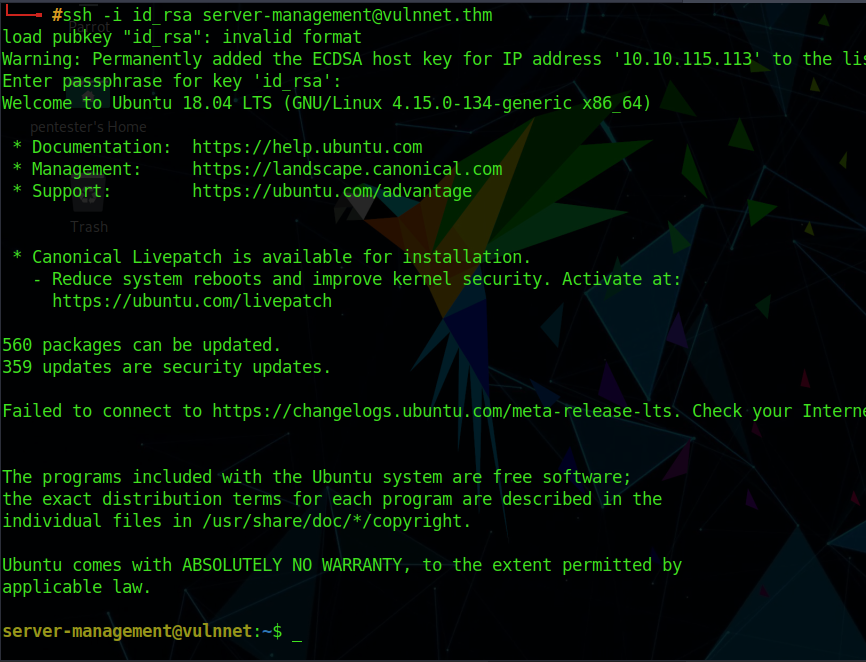 #ssh -i id_rsa server-management@vulnnet.thm
Parrot
load pubkey "id_rsa": invalid format
Warning: Permanently added the ECDSA host key for IP address '10.10.115.113' to the lis
Enter passphrase for key 'id_rsa':
Welcome to Ubuntu 18.04 LTS (GNU/Linux 4.15.0-134-generic x86_64)
pentester's Home
* Documentation:  https://help.ubuntu.com
* Management:     https://landscape.canonical.com
* Support:        https://ubuntu.com/advantage
Trash
* Canonical Livepatch is available for installation.
- Reduce system reboots and improve kernel security. Activate at:
https://ubuntu.com/livepatch
560 packages can be updated.
359 updates are security updates.
Failed to connect to https://changelogs.ubuntu.com/meta-release-lts. Check your Interne
The programs included with the Ubuntu system are free software;
the exact distribution terms for each program are described in the
individual files in /usr/share/doc/*/copyright.
Ubuntu comes with ABSOLUTELY NO WARRANTY, to the extent permitted by
applicable law.
server-management@vulnnet:~$ _